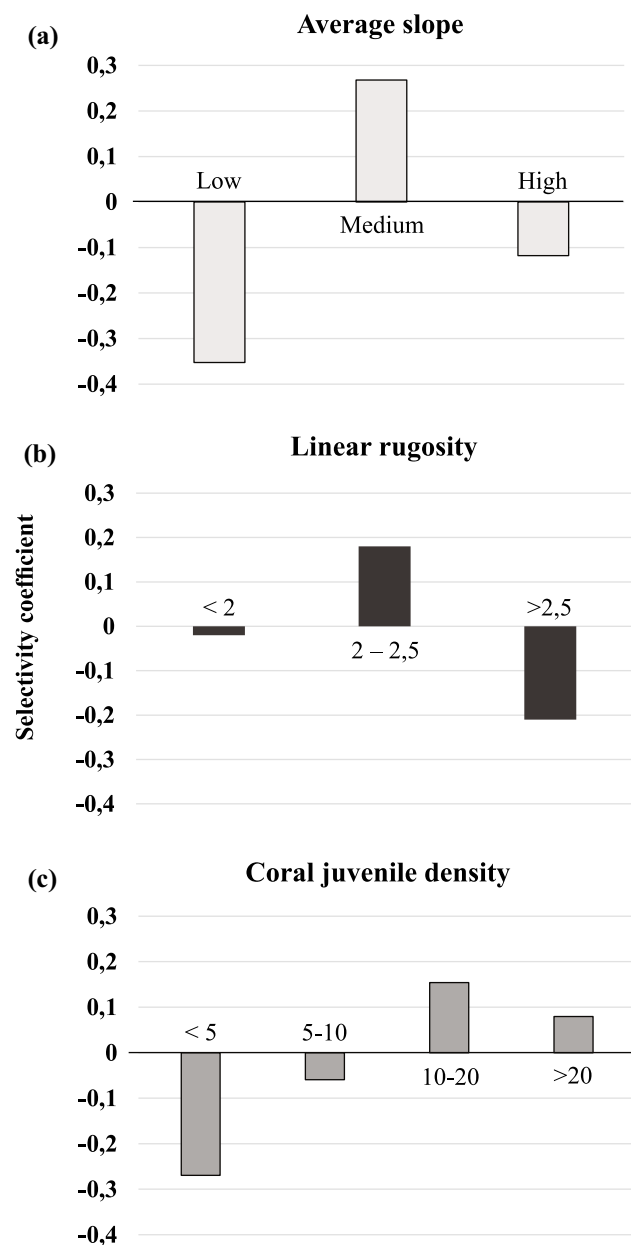 (a)
Average slope
0,3
0,2
0,1
0
-0,1
-0,2
-0,3
-0,4
Low
Medium
High
(b)
Linear rugosity
Selectivity coefficient
0,3
0,2
0,1
0
-0,1
-0,2
-0,3
-0,4
< 2
2 – 2,5
>2,5
(c)
Coral juvenile density
0,3
0,2
0,1
0
-0,1
-0,2
-0,3
-0,4
< 5
5-10
10-20
>20